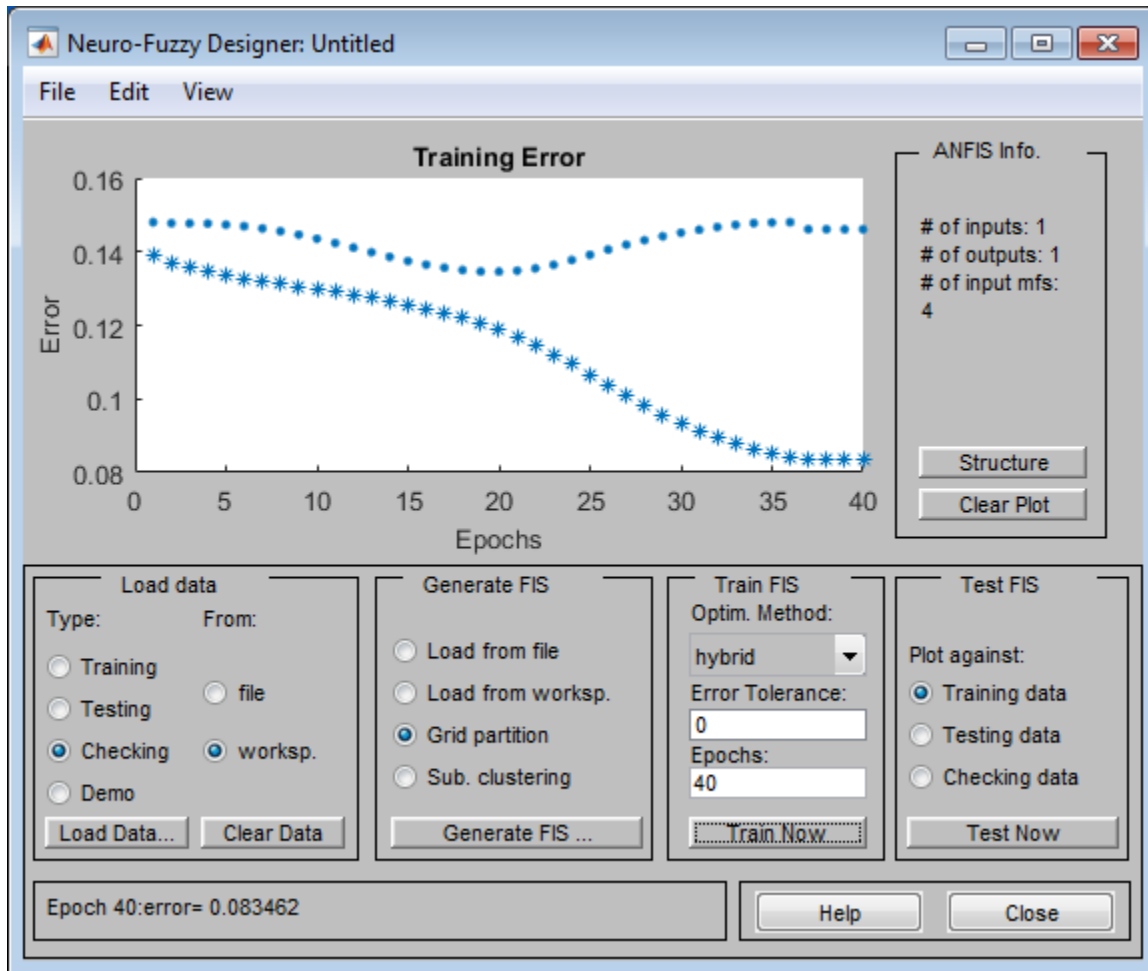 Neuro-Fuzzy Designer: Untitled
File Edit View
Training Error
0.16
0.14
0.12
0.1
0.08
Error
0 5 10 15 20 25 30 35 40
Epochs
ANFIS Info.
# of inputs: 1
# of outputs: 1
# of input mfs:
4
Structure
Clear Plot
Load data
Type: From:
Training
Testing
Checking
Demo
file
worksp.
Load Data... Clear Data
Generate FIS
Load from file
Load from worksp.
Grid partition
Sub. clustering
Generate FIS ...
Train FIS
Optim. Method:
hybrid
Error Tolerance:
0
Epochs:
40
Train Now
Test FIS
Plot against:
Training data
Testing data
Checking data
Test Now
Epoch 40:error= 0.083462
Help Close